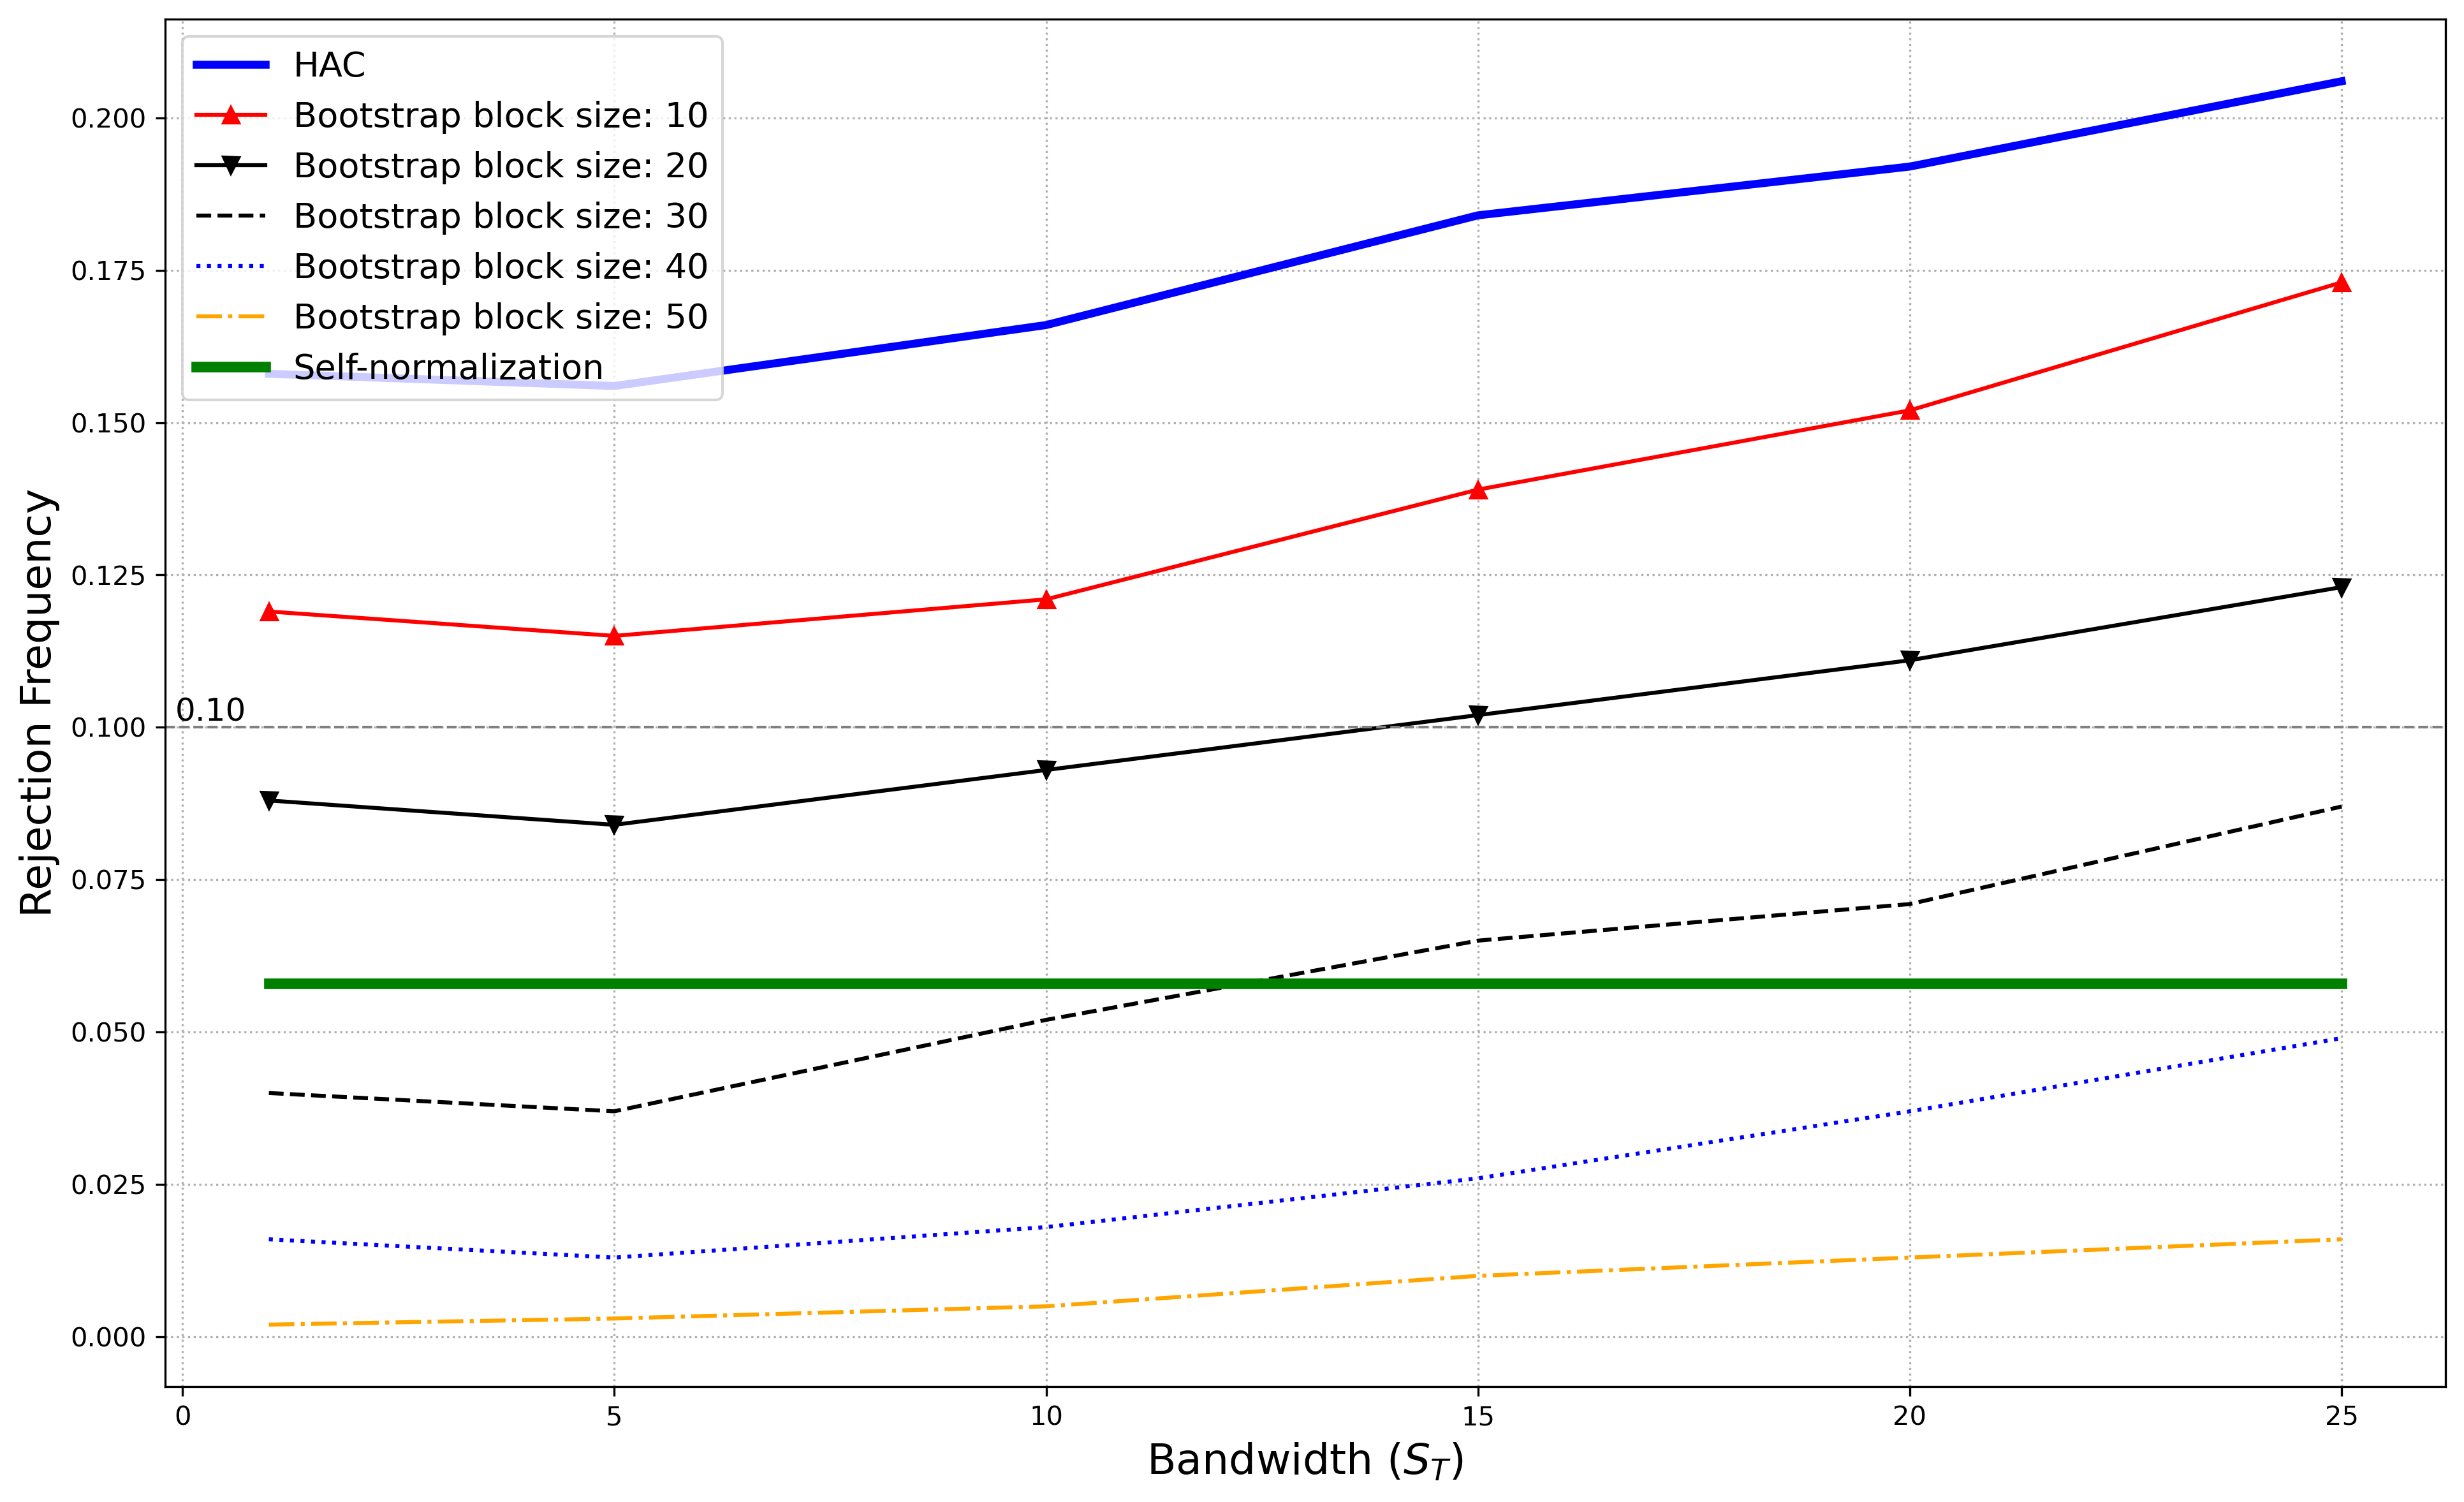 HAC
Bootstrap block size: 10
Bootstrap block size: 20
Bootstrap block size: 30
Bootstrap block size: 40
Bootstrap block size: 50
Self-normalization
Rejection Frequency
0.200
0.175
0.150
0.125
0.100
0.075
0.050
0.025
0.000
0.10
0 5 10 15 20 25
Bandwidth (S_T)